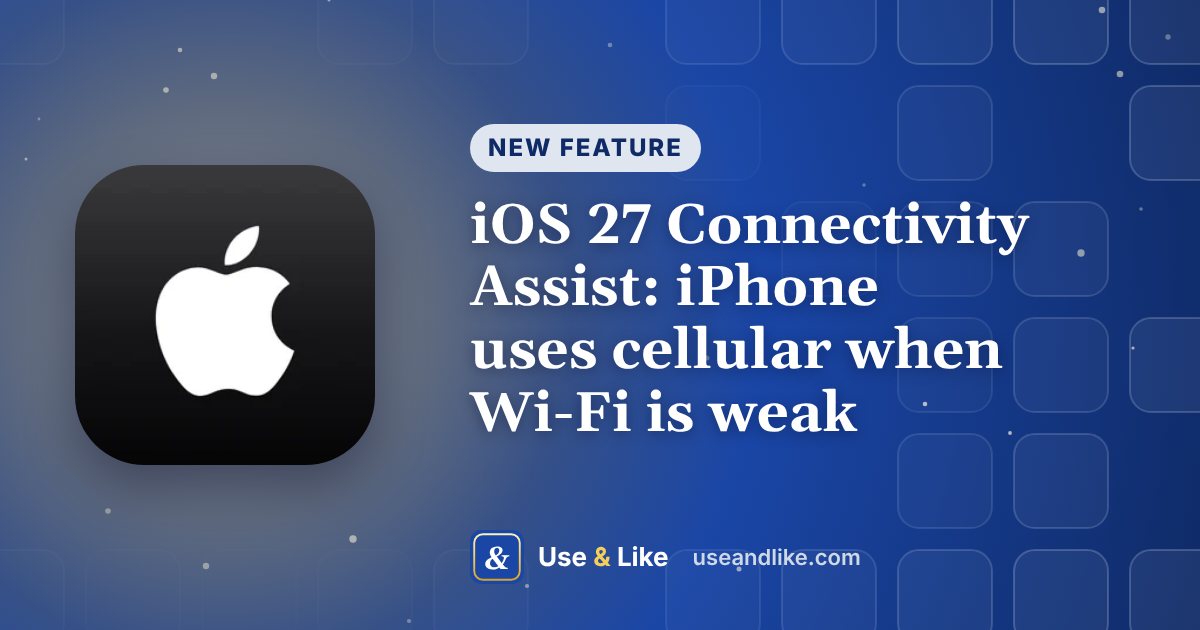 NEW FEATURE
iOS 27 Connectivity
Assist: iPhone
uses cellular when
Wi-Fi is weak
& Use & Like useandlike.com